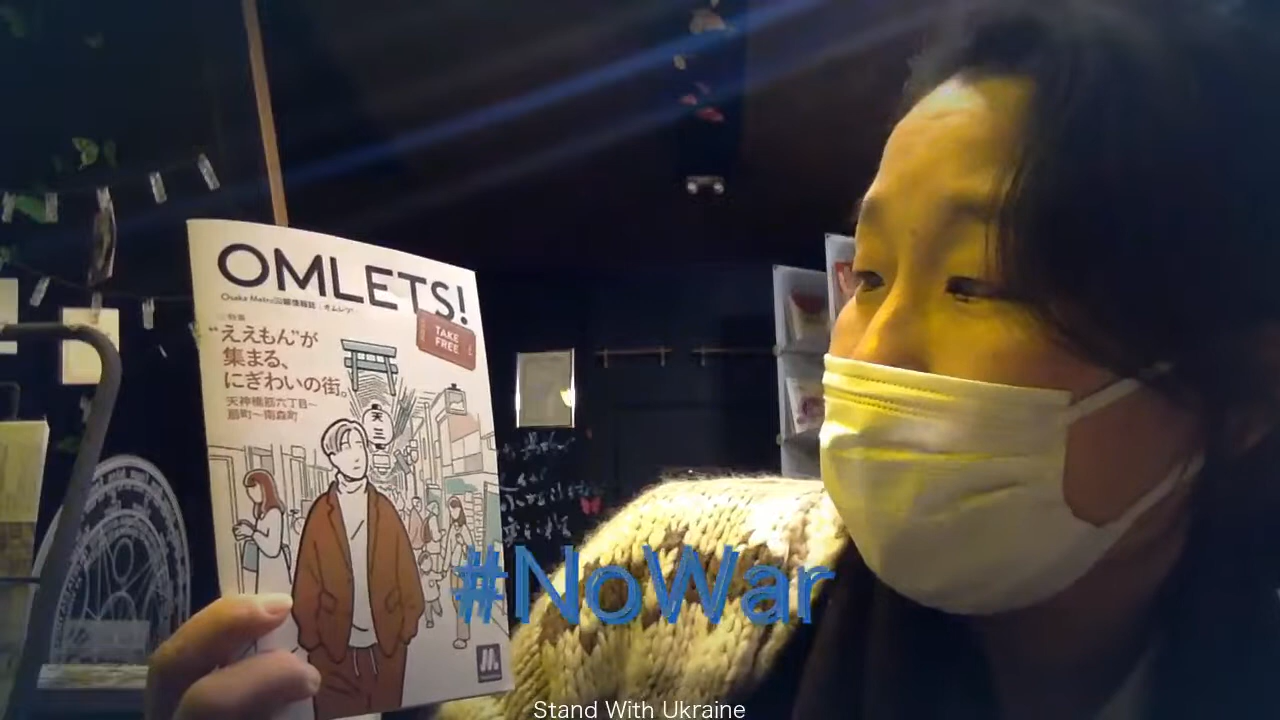 OMLETS!
Osaka Metro沿線情報誌｜オムレツ
特集
TAKE
FREE
“ええもん”が
集まる、
にぎわいの街。
天神橋筋六丁目〜
扇町〜南森町
天
三
#NoWar
Stand With Ukraine